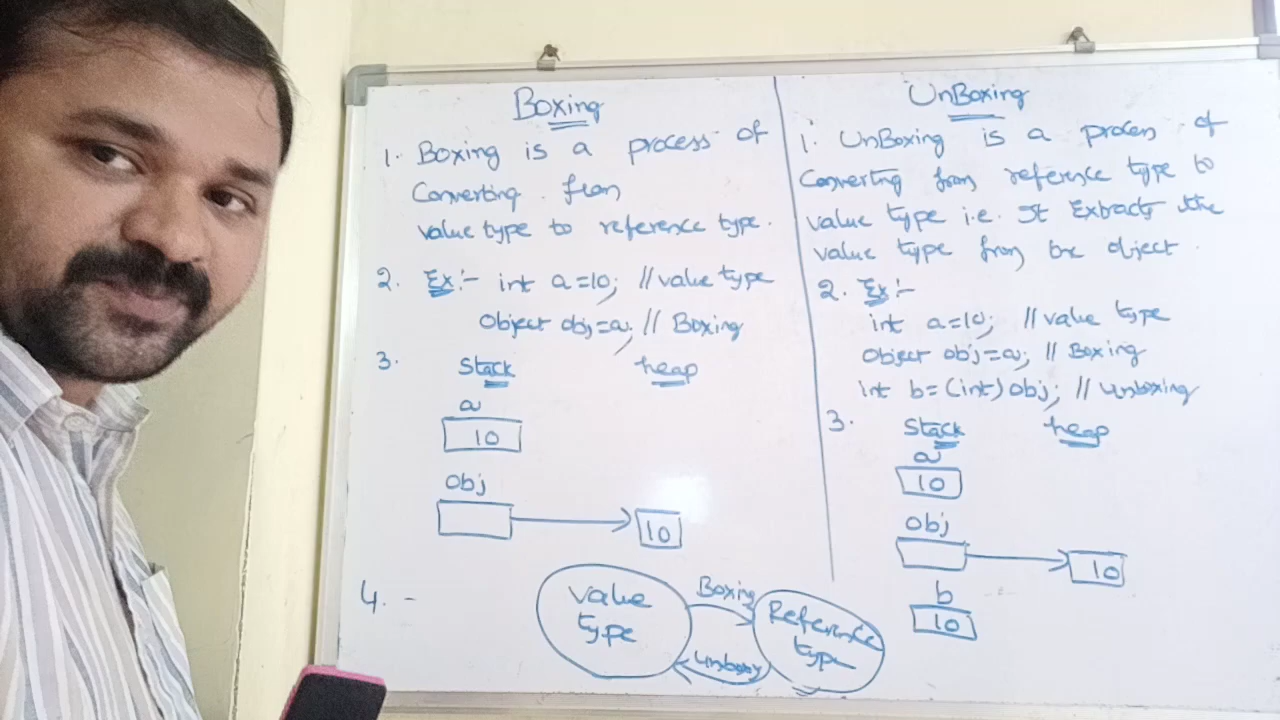 Boxing
1. Boxing is a process of
Converting from
value type to reference type.
2. Ex:- int a=10; // value type
Object obj=a; // Boxing
3. Stack heap
a
10
obj
10
4. -
UnBoxing
1. UnBoxing is a process of
Converting from reference type to
value type i.e. It Extracts the
value type from the object.
2. Ex:-
int a=10; // value type
Object obj=a; // Boxing
int b=(int) obj; // unboxing
3. Stack heap
a
10
obj
10
b
10
value
type
Boxing
Reference
type